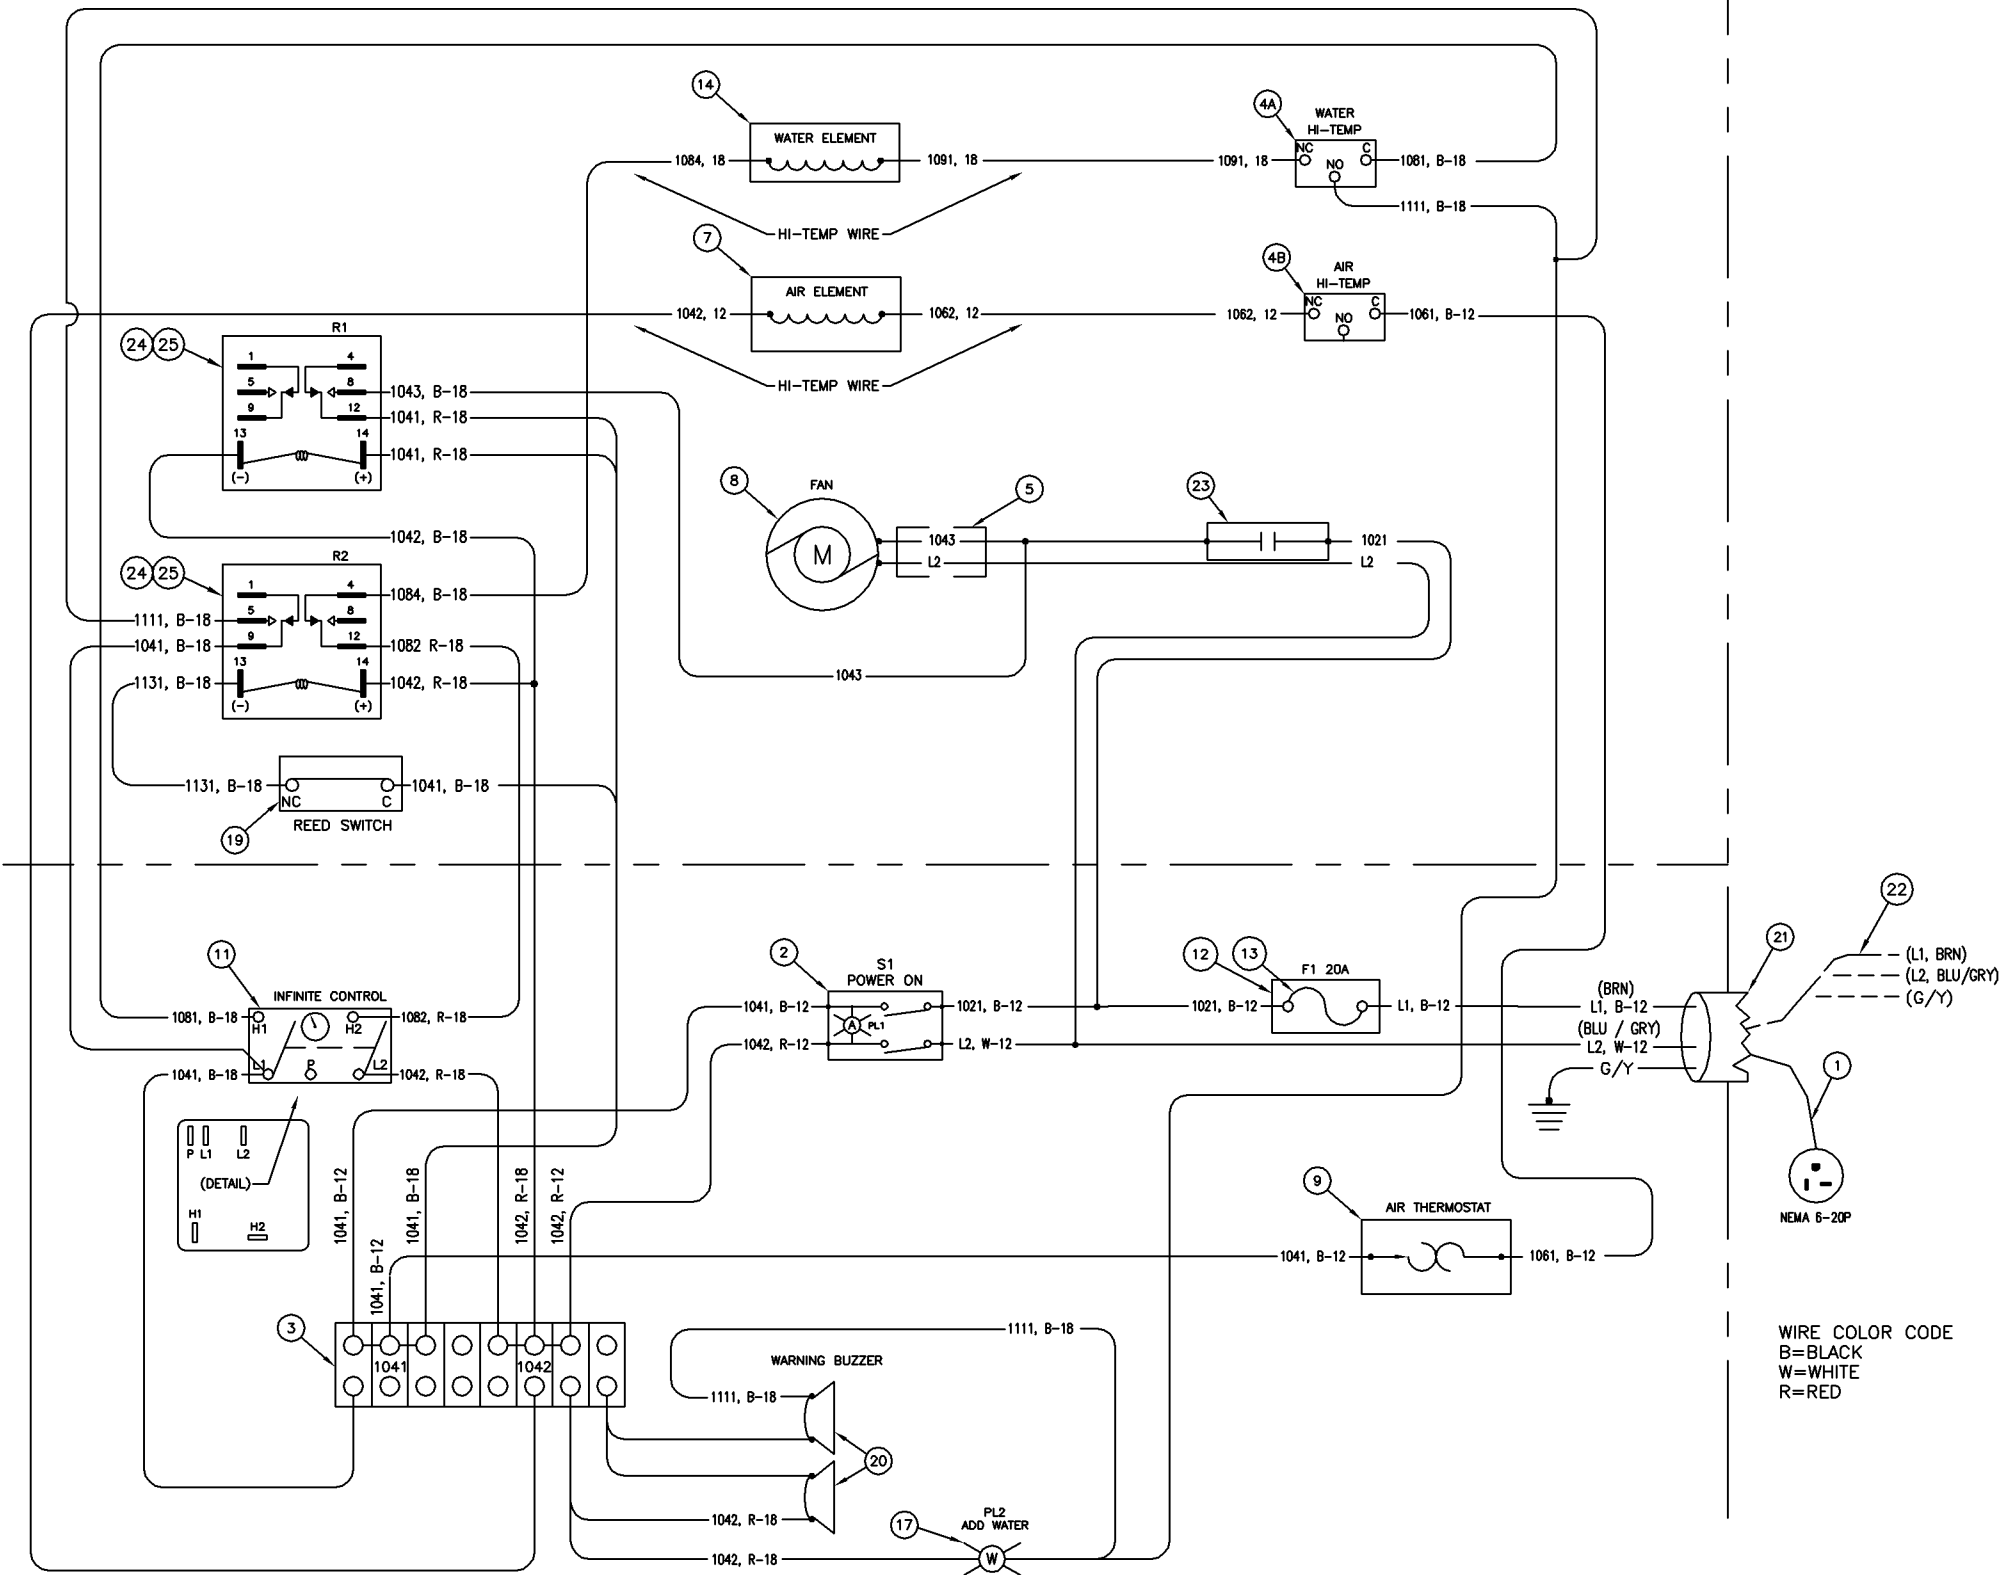 14
WATER ELEMENT
1084, 18
1091, 18
1091, 18
4A
WATER
HI-TEMP
NC
C
NO
1081, B-18
1111, B-18
HI-TEMP WIRE
7
AIR ELEMENT
1042, 12
1062, 12
1062, 12
4B
AIR
HI-TEMP
NC
C
NO
1061, B-12
HI-TEMP WIRE
R1
24
25
1
4
5
8
9
12
13
14
(-)
(+)
1043, B-18
1041, R-18
1041, R-18
1042, B-18
R2
24
25
1
4
5
8
9
12
13
14
(-)
(+)
1084, B-18
1111, B-18
1041, B-18
1082 R-18
1131, B-18
1042, R-18
8
FAN
M
5
1043
L2
23
1021
L2
1043
1131, B-18
1041, B-18
NC
C
REED SWITCH
19
11
INFINITE CONTROL
1081, B-18
H1
H2
1082, R-18
L1
P
L2
1041, B-18
1042, R-18
P L1
L2
(DETAIL)
H1
H2
2
S1
POWER ON
1041, B-12
1021, B-12
A
PL1
1042, R-12
L2, W-12
12
13
F1 20A
1021, B-12
L1, B-12
(BRN)
L1, B-12
(BLU / GRY)
L2, W-12
G/Y
21
22
(L1, BRN)
(L2, BLU/GRY)
(G/Y)
1
NEMA 6-20P
1041, B-12
1041, B-12
1041, B-18
1042, R-18
1042, R-12
9
AIR THERMOSTAT
1041, B-12
1061, B-12
3
1041
1042
1111, B-18
WARNING BUZZER
1111, B-18
20
1042, R-18
17
PL2
ADD WATER
W
1042, R-18
WIRE COLOR CODE
B=BLACK
W=WHITE
R=RED